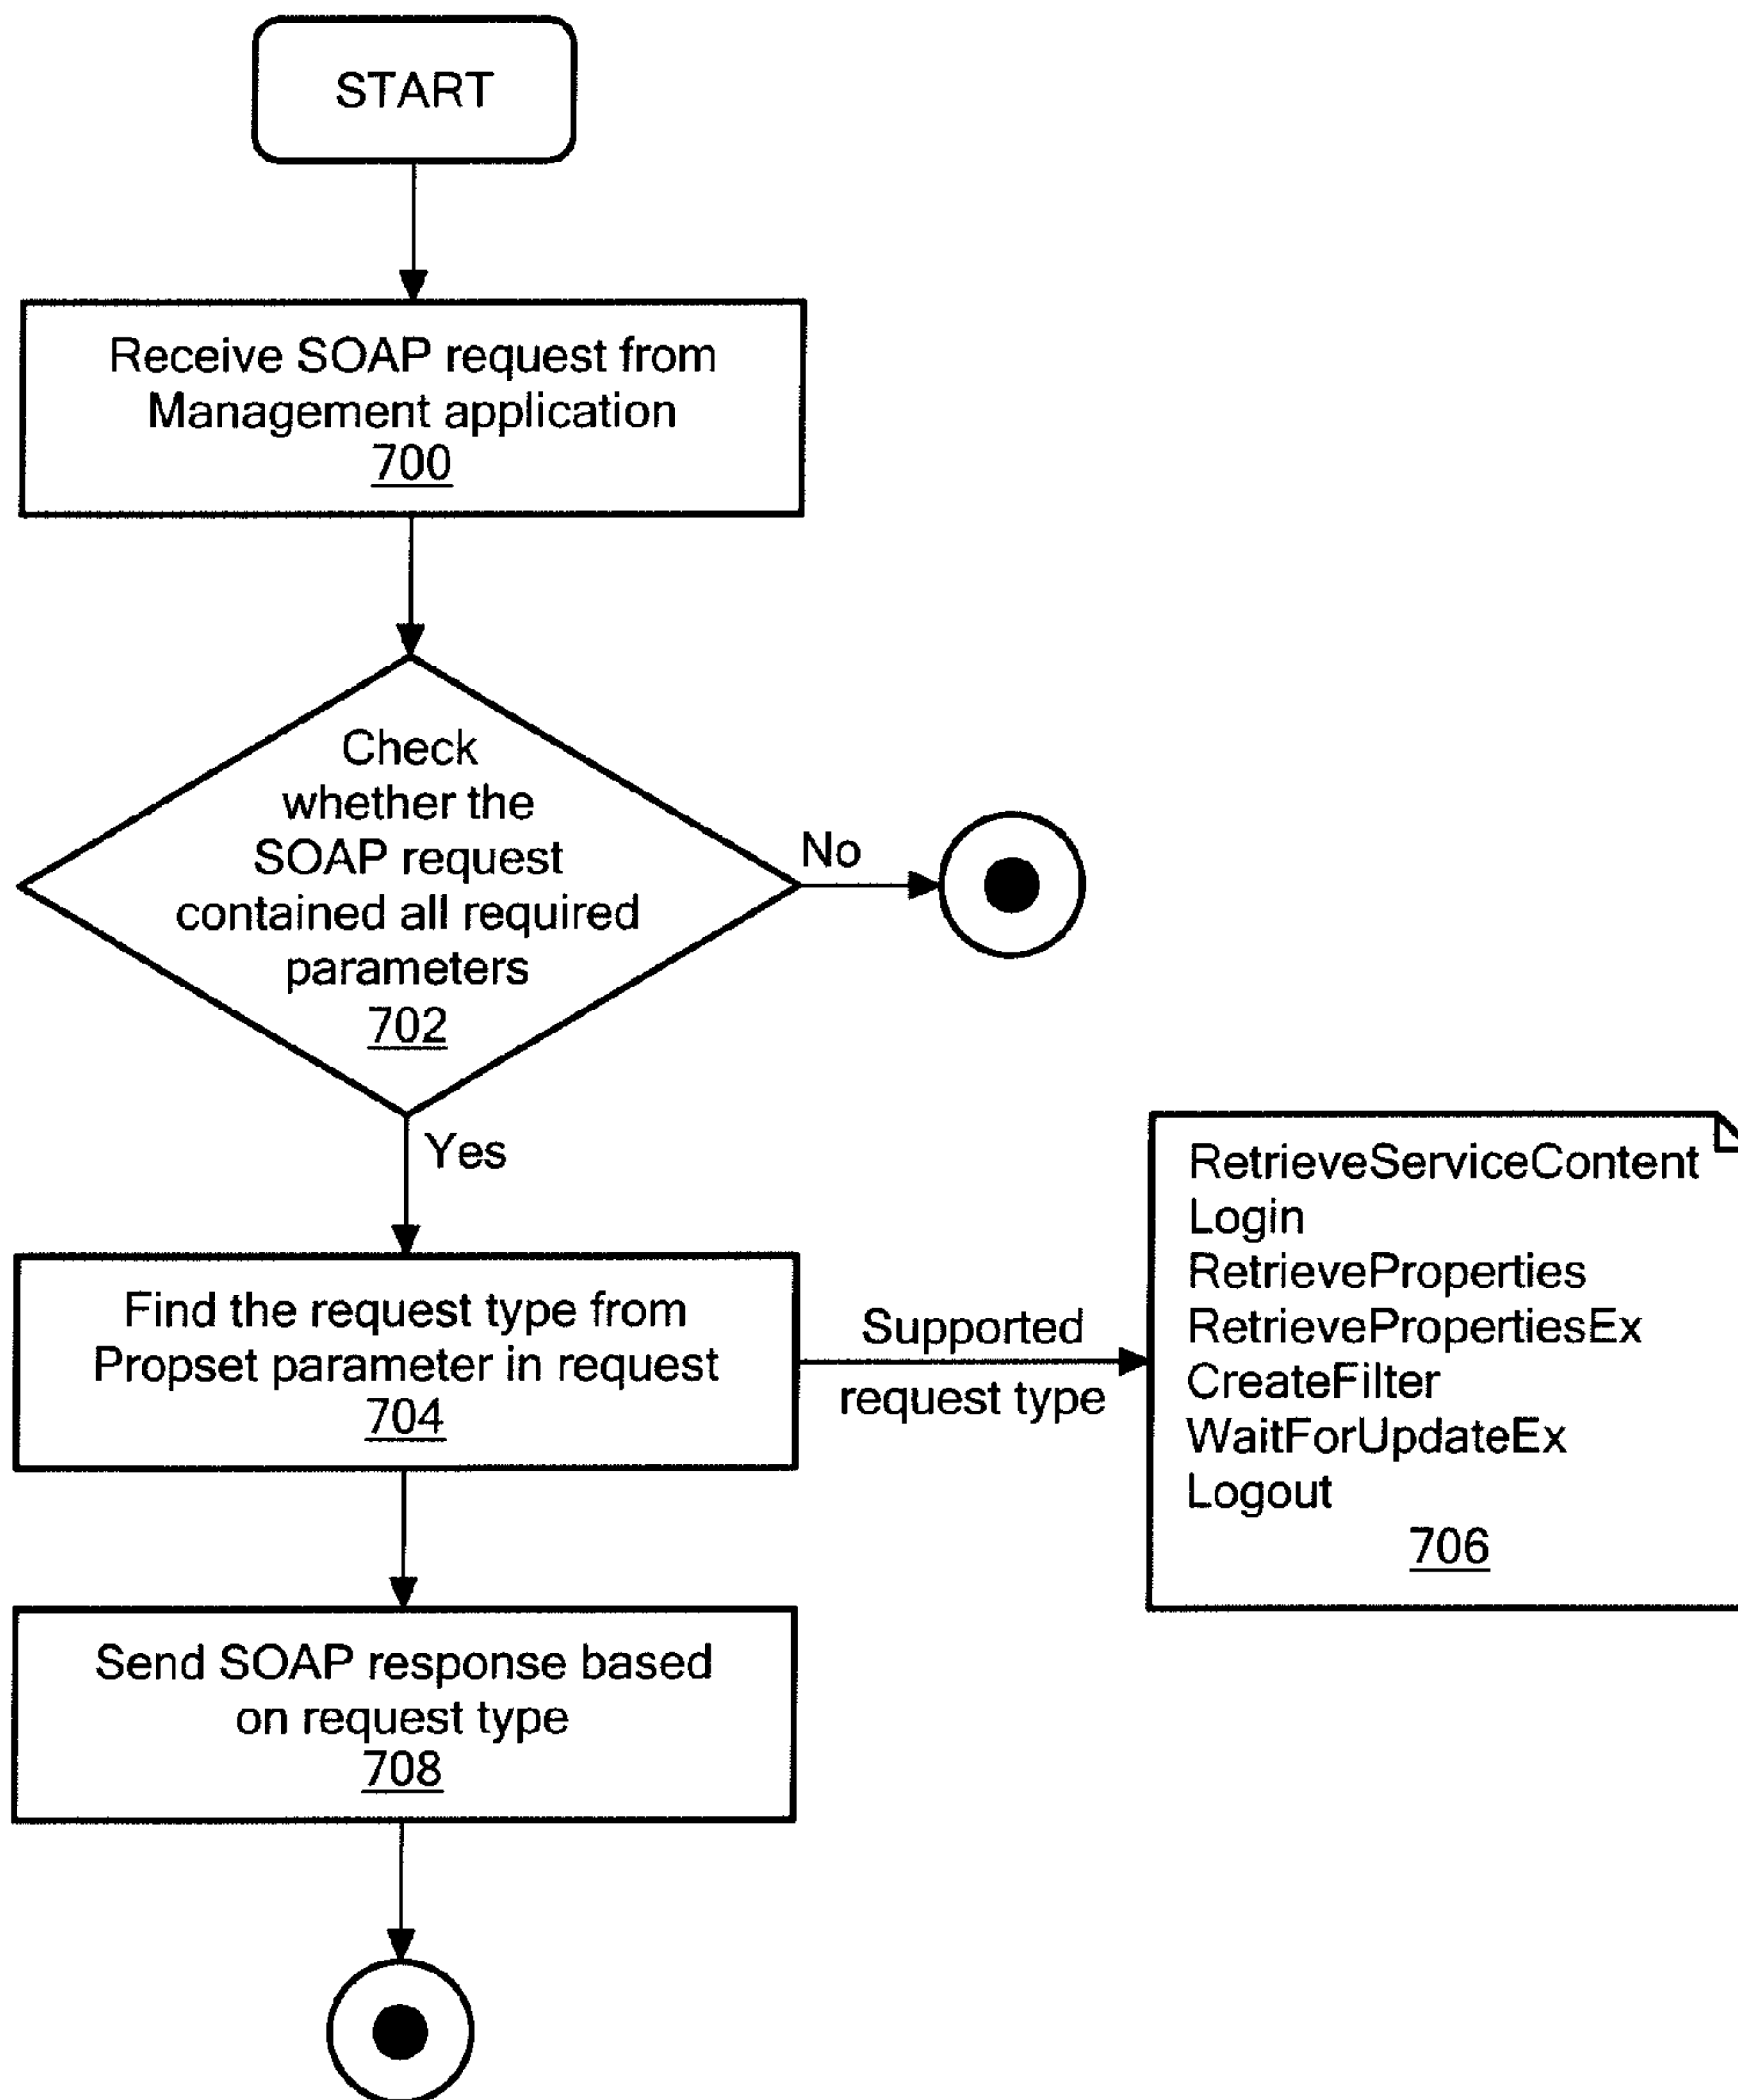 START
Receive SOAP request from
Management application
700
Check
whether the
SOAP request
contained all required
parameters
702
No
Yes
Find the request type from
Propset parameter in request
704
Supported
request type
RetrieveServiceContent
Login
RetrieveProperties
RetrievePropertiesEx
CreateFilter
WaitForUpdateEx
Logout
706
Send SOAP response based
on request type
708